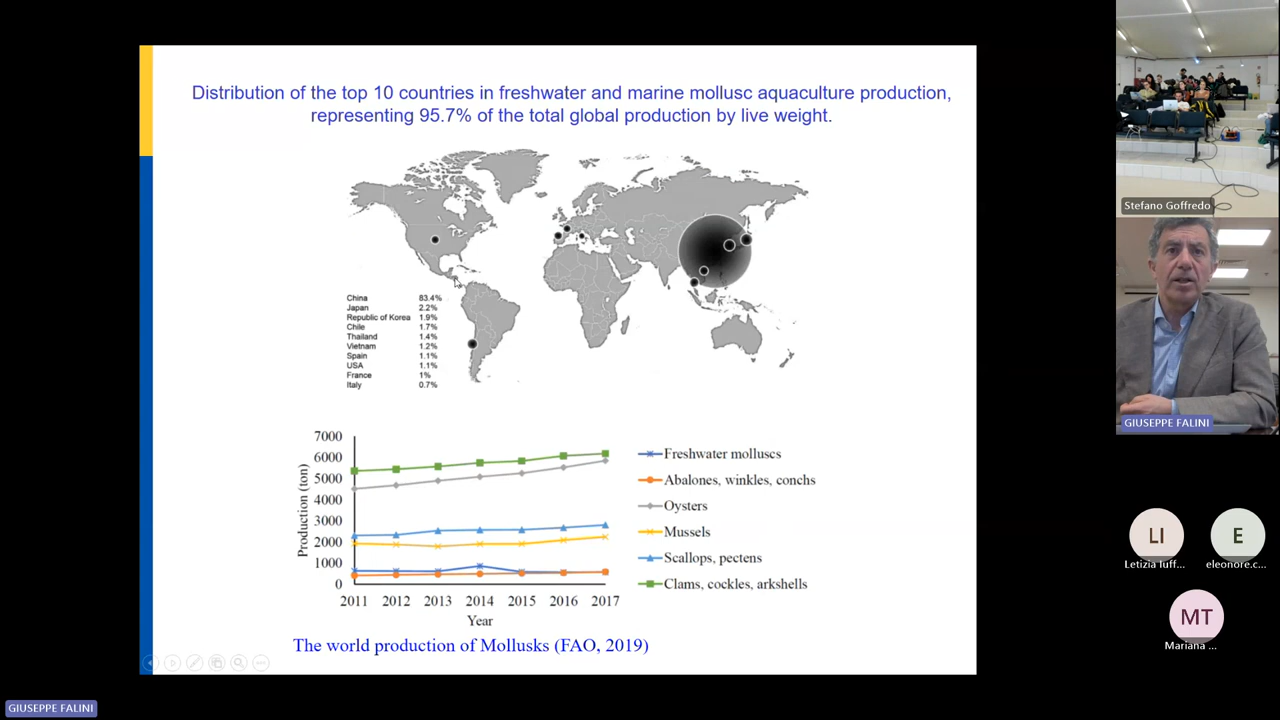 Distribution of the top 10 countries in freshwater and marine mollusc aquaculture production,
representing 95.7% of the total global production by live weight.
China 83.4%
Japan 2.2%
Republic of Korea 1.9%
Chile 1.7%
Thailand 1.4%
Vietnam 1.2%
Spain 1.1%
USA 1.1%
France 1%
Italy 0.7%
Production (ton)
7000
6000
5000
4000
3000
2000
1000
0
2011 2012 2013 2014 2015 2016 2017
Year
Freshwater molluscs
Abalones, winkles, conchs
Oysters
Mussels
Scallops, pectens
Clams, cockles, arkshells
The world production of Mollusks (FAO, 2019)
GIUSEPPE FALINI
Stefano Goffredo
GIUSEPPE FALINI
LI
Letizia Iuff...
E
eleonore.c...
MT
Mariana ...